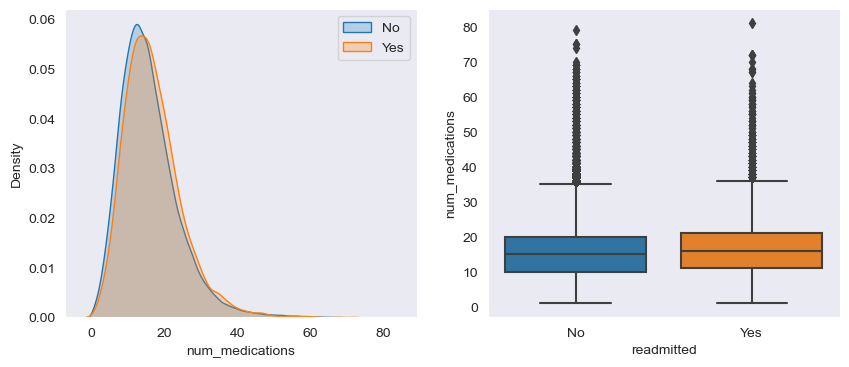 0.06
0.05
0.04
0.03
0.02
0.01
0.00
Density
0 20 40 60 80
num_medications
No
Yes
80
70
60
50
40
30
20
10
0
num_medications
No Yes
readmitted